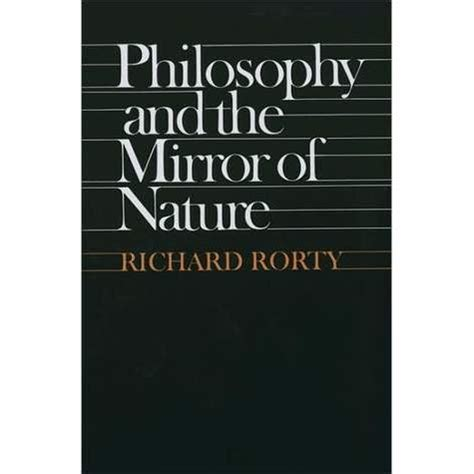 Philosophy
and the
Mirror of
Nature
RICHARD RORTY